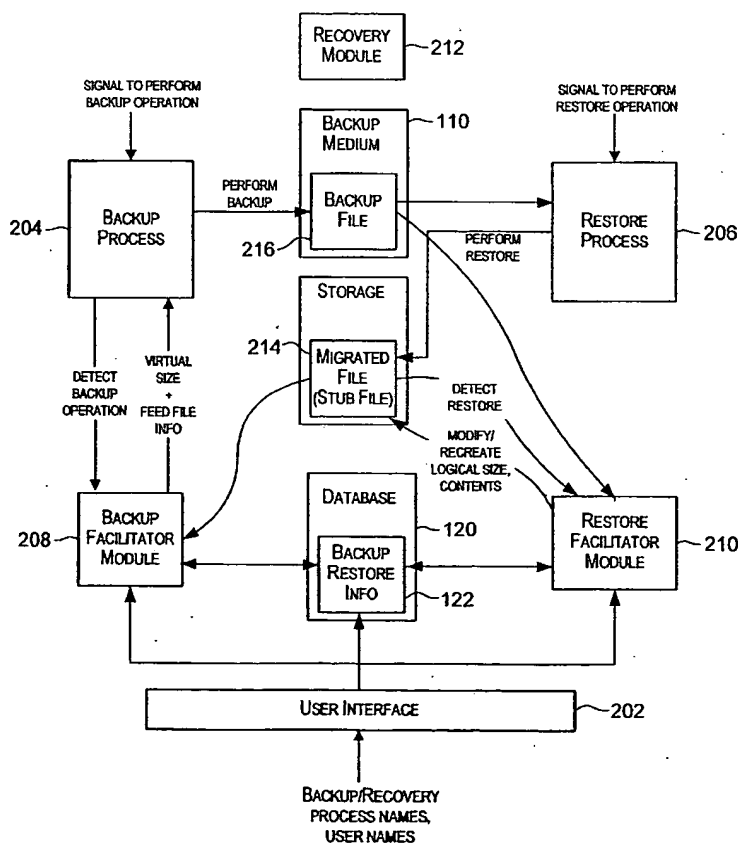 RECOVERY
MODULE
212
SIGNAL TO PERFORM
BACKUP OPERATION
SIGNAL TO PERFORM
RESTORE OPERATION
BACKUP
MEDIUM
110
BACKUP
PROCESS
204
PERFORM
BACKUP
BACKUP
FILE
216
RESTORE
PROCESS
206
PERFORM
RESTORE
STORAGE
214
MIGRATED
FILE
(STUB FILE)
DETECT
BACKUP
OPERATION
VIRTUAL
SIZE
+
FEED FILE
INFO
DETECT
RESTORE
MODIFY/
RECREATE
LOGICAL SIZE,
CONTENTS
DATABASE
120
208
BACKUP
FACILITATOR
MODULE
BACKUP
RESTORE
INFO
122
RESTORE
FACILITATOR
MODULE
210
USER INTERFACE
202
BACKUP/RECOVERY
PROCESS NAMES,
USER NAMES